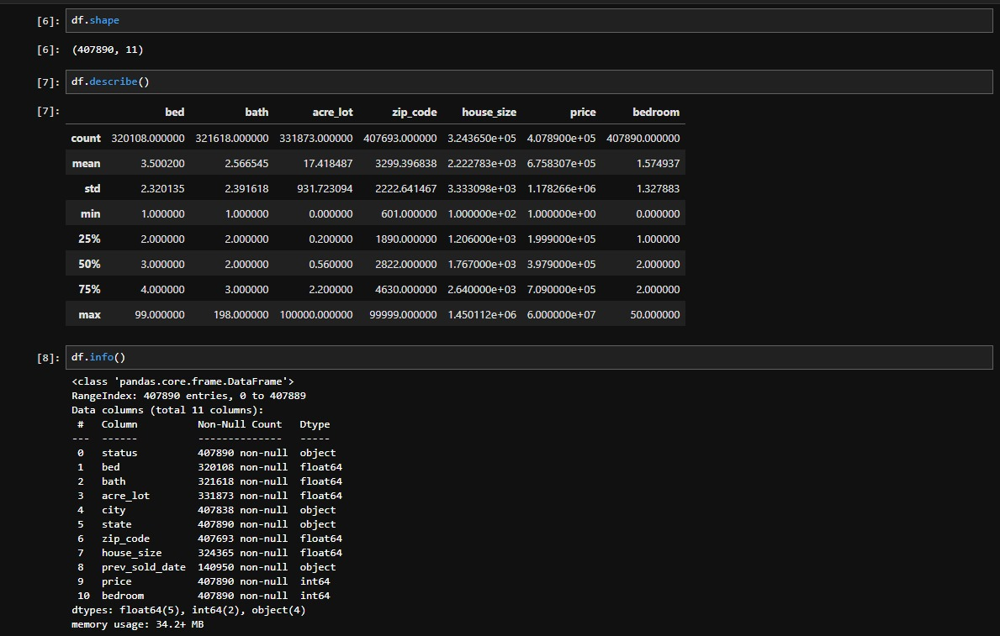 [6]: df.shape
[6]: (407890, 11)
[7]: df.describe()
[7]: bed bath acre_lot zip_code house_size price bedroom
count 320108.000000 321618.000000 331873.000000 407693.000000 3.243650e+05 4.078900e+05 407890.000000
mean 3.500200 2.566545 17.418487 3299.396838 2.222783e+03 6.758307e+05 1.574937
std 2.320135 2.391618 931.723094 2222.641467 3.333098e+03 1.178266e+06 1.327883
min 1.000000 1.000000 0.000000 601.000000 1.000000e+02 1.000000e+00 0.000000
25% 2.000000 2.000000 0.200000 1890.000000 1.206000e+03 1.999000e+05 1.000000
50% 3.000000 2.000000 0.560000 2822.000000 1.767000e+03 3.979000e+05 2.000000
75% 4.000000 3.000000 2.200000 4630.000000 2.640000e+03 7.090000e+05 2.000000
max 99.000000 198.000000 100000.000000 99999.000000 1.450112e+06 6.000000e+07 50.000000
[8]: df.info()
<class 'pandas.core.frame.DataFrame'>
RangeIndex: 407890 entries, 0 to 407889
Data columns (total 11 columns):
 #   Column          Non-Null Count   Dtype
---  ------          --------------   -----
 0   status          407890 non-null  object
 1   bed             320108 non-null  float64
 2   bath            321618 non-null  float64
 3   acre_lot        331873 non-null  float64
 4   city            407838 non-null  object
 5   state           407890 non-null  object
 6   zip_code        407693 non-null  float64
 7   house_size      324365 non-null  float64
 8   prev_sold_date  140950 non-null  object
 9   price           407890 non-null  int64
 10  bedroom         407890 non-null  int64
dtypes: float64(5), int64(2), object(4)
memory usage: 34.2+ MB